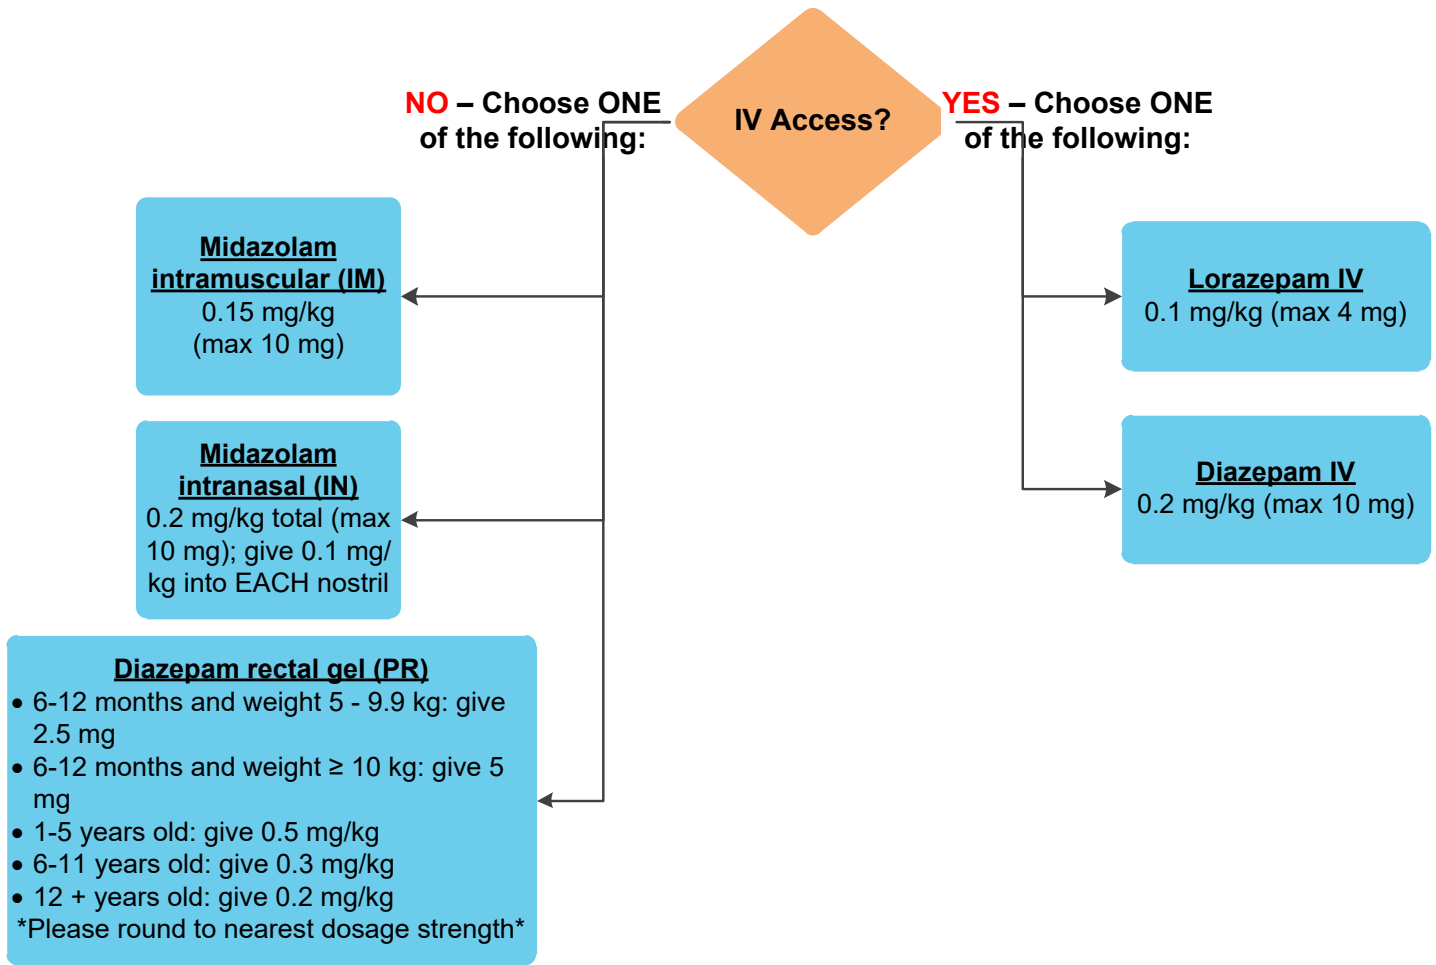 IV Access?
NO – Choose ONE
of the following:
YES – Choose ONE
of the following:
Midazolam
intramuscular (IM)
0.15 mg/kg
(max 10 mg)
Midazolam
intranasal (IN)
0.2 mg/kg total (max
10 mg); give 0.1 mg/
kg into EACH nostril
Diazepam rectal gel (PR)
• 6-12 months and weight 5 - 9.9 kg: give
2.5 mg
• 6-12 months and weight ≥ 10 kg: give 5
mg
• 1-5 years old: give 0.5 mg/kg
• 6-11 years old: give 0.3 mg/kg
• 12 + years old: give 0.2 mg/kg
*Please round to nearest dosage strength*
Lorazepam IV
0.1 mg/kg (max 4 mg)
Diazepam IV
0.2 mg/kg (max 10 mg)